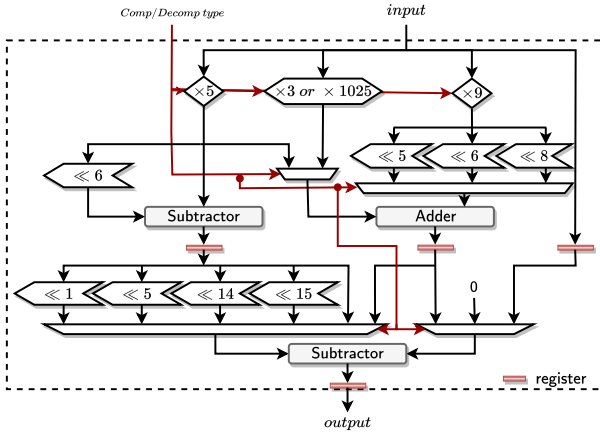 Comp/Decomp type
input
×5
×3 or ×1025
×9
≪ 5
≪ 6
≪ 8
≪ 6
Subtractor
Adder
≪ 1
≪ 5
≪ 14
≪ 15
0
Subtractor
register
output